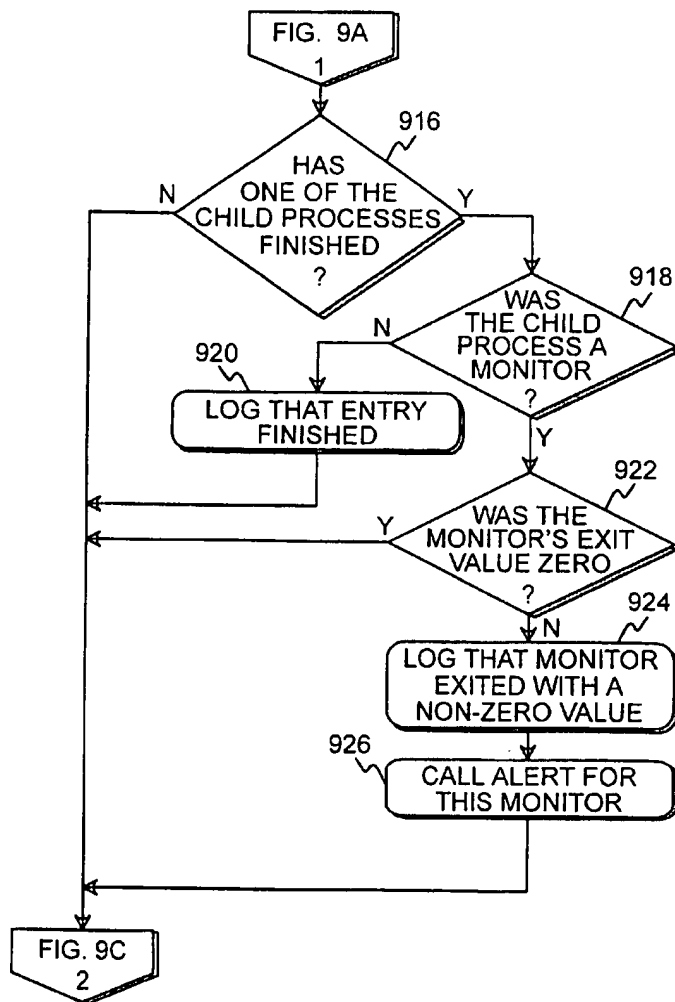 FIG. 9A
1
916
HAS
ONE OF THE
CHILD PROCESSES
FINISHED
?
N
Y
918
WAS
THE CHILD
PROCESS A
MONITOR
?
N
Y
920
LOG THAT ENTRY
FINISHED
922
WAS THE
MONITOR'S EXIT
VALUE ZERO
?
Y
N
924
LOG THAT MONITOR
EXITED WITH A
NON-ZERO VALUE
926
CALL ALERT FOR
THIS MONITOR
FIG. 9C
2